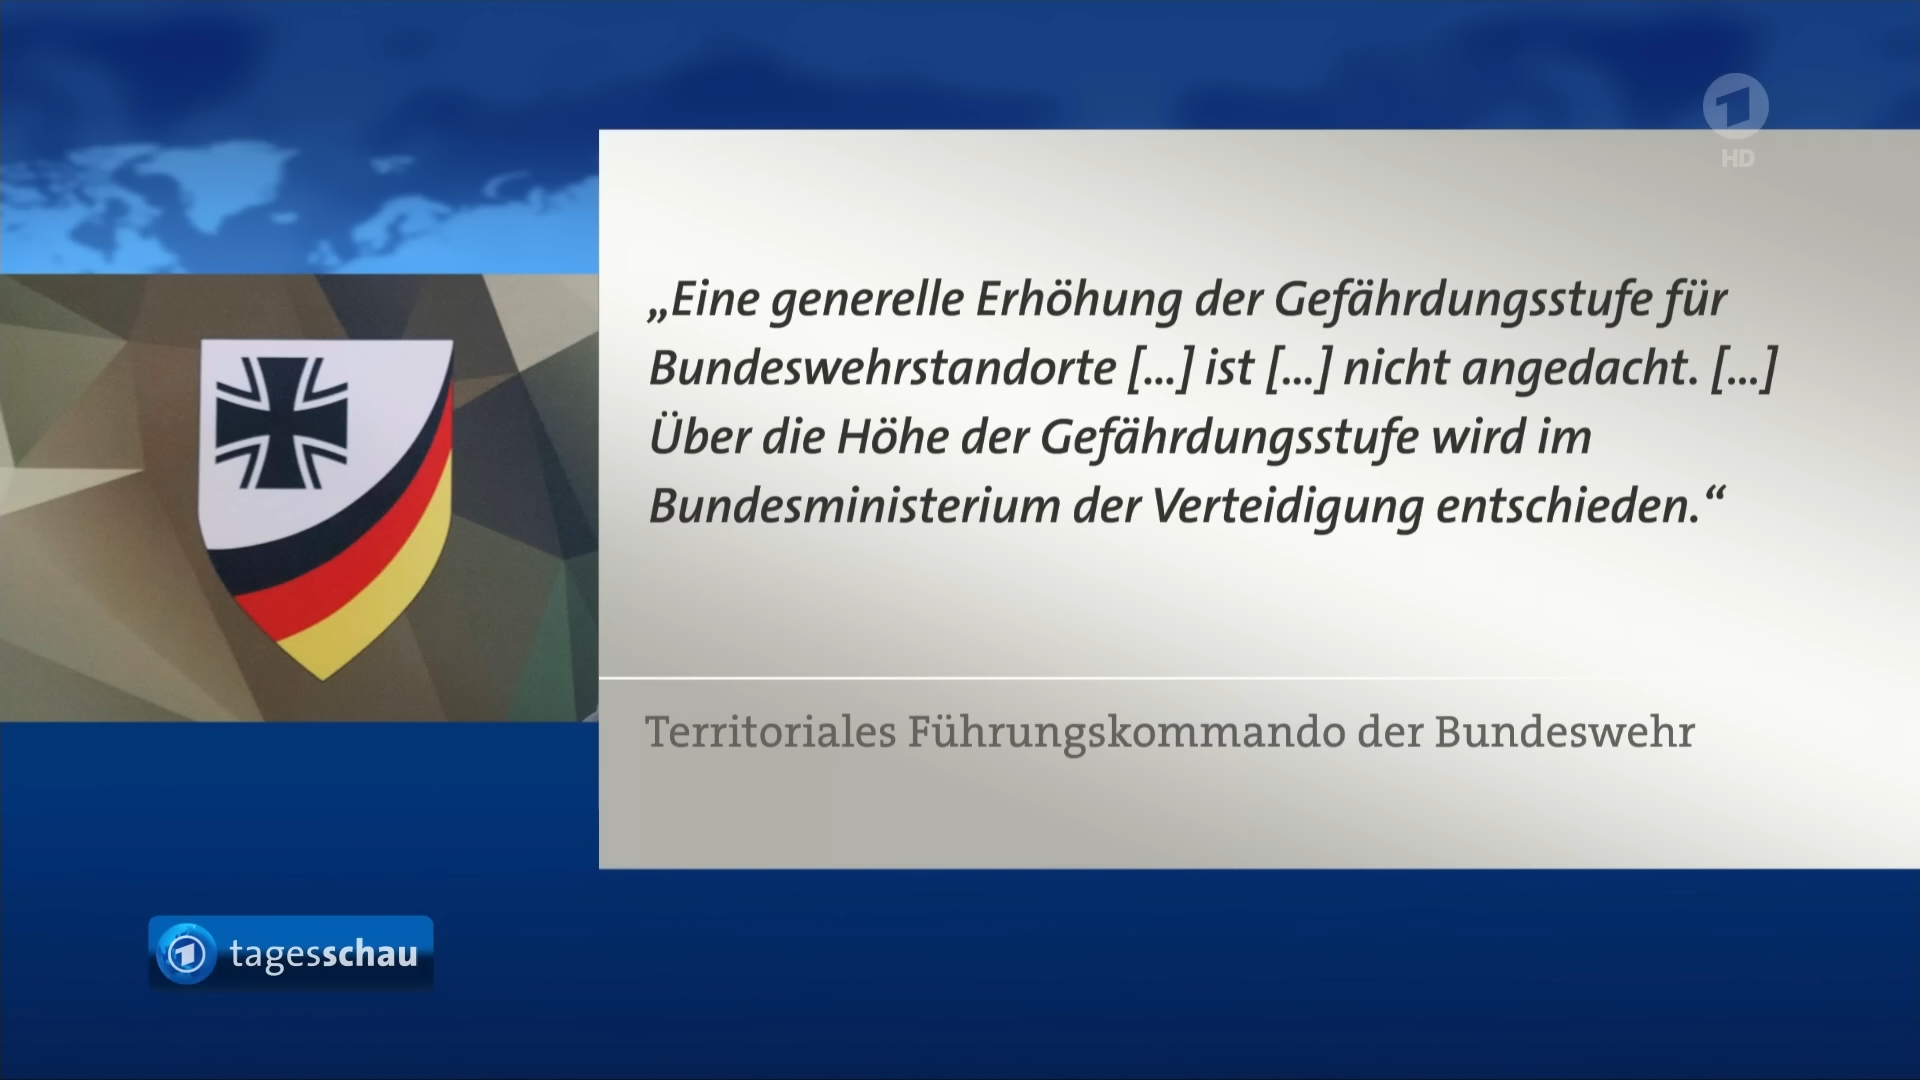 HD
„Eine generelle Erhöhung der Gefährdungsstufe für
Bundeswehrstandorte [...] ist [...] nicht angedacht. [...]
Über die Höhe der Gefährdungsstufe wird im
Bundesministerium der Verteidigung entschieden.“
Territoriales Führungskommando der Bundeswehr
tagesschau